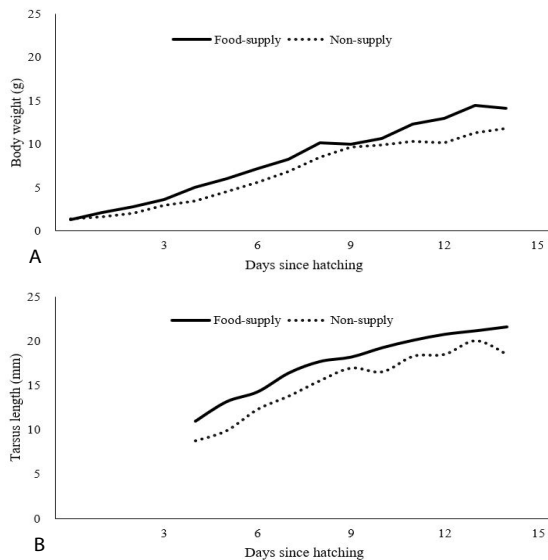 25
Food-supply Non-supply
20
15
10
5
0
Body weight (g)
3 6 9 12 15
A
Days since hatching
25
Food-supply Non-supply
20
15
10
5
0
Tarsus length (mm)
3 6 9 12 15
B
Days since hatching